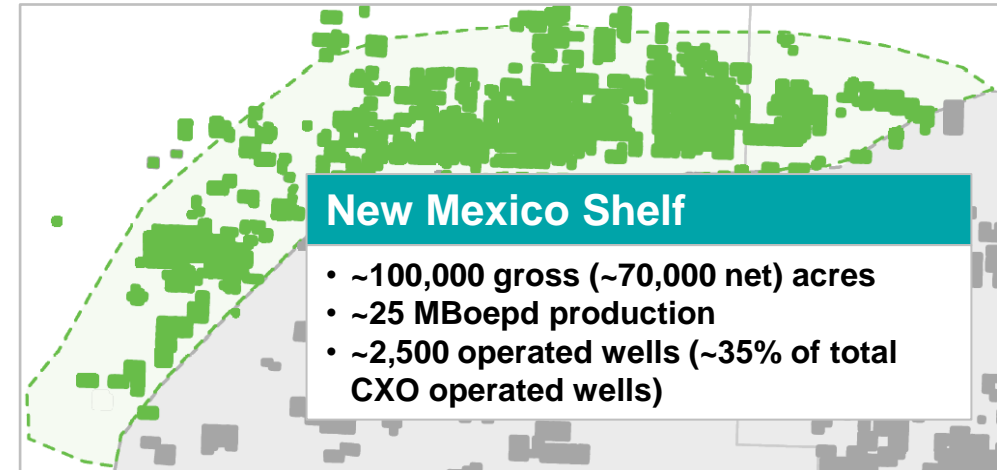 New Mexico Shelf
• ~100,000 gross (~70,000 net) acres
• ~25 MBoepd production
• ~2,500 operated wells (~35% of total
CXO operated wells)